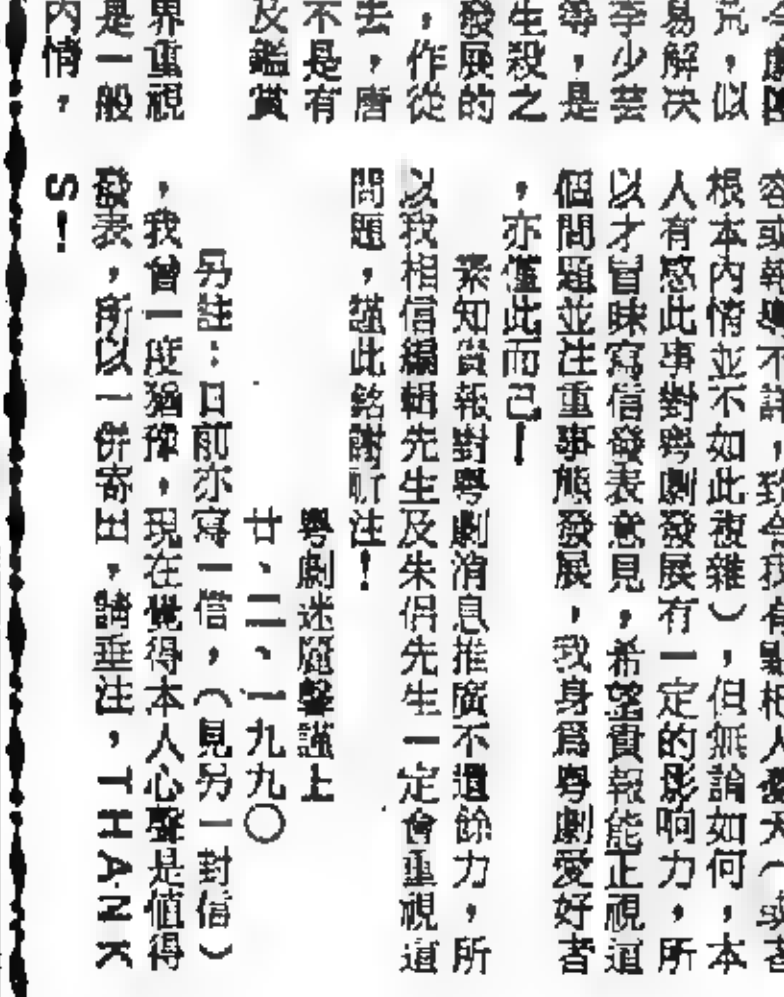 荒，似
易解决
李少芸
等，是
生殺之
發展的
，作從
去，唐
不是有
及鑑賞
界重視
是一般
內情，
容或報導不詳，致令我有點杞人憂天（或者
根本內情並不如此複雜），但無論如何，本
人有感此事對粵劇發展有一定的影响力，所
以才冒昧寫信發表意見，希望貴報能正視這
個問題並注重事態發展，我身爲粵劇愛好者
，亦僅此而已！
素知貴報對粵劇消息推廣不遺餘力，所
以我相信編輯先生及朱侶先生一定會重視這
問題，謹此銘謝祈注！
粵劇迷 聲謹上
廿、二、一九九〇
另註：日前亦寫一信，（見另一封信）
，我曾一度猶豫，現在覺得本人心聲是值得
發表，所以一併寄出，請垂注，THANK
S！